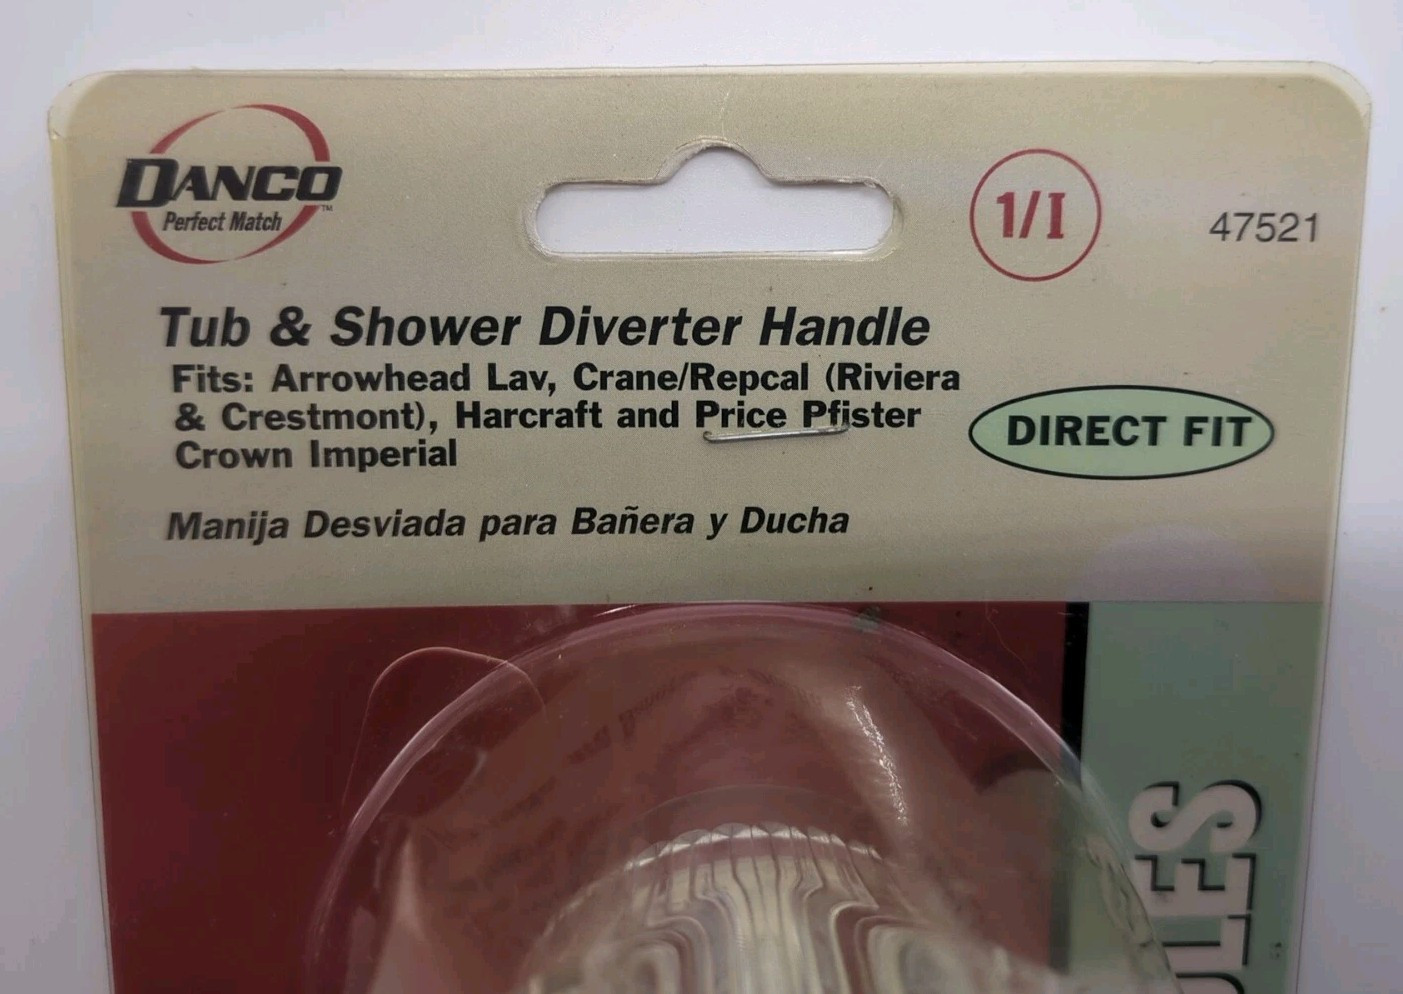 DANCO
™
Perfect Match
1/I
47521
Tub & Shower Diverter Handle
Fits: Arrowhead Lav, Crane/Repcal (Riviera
& Crestmont), Harcraft and Price Pfister
Crown Imperial
DIRECT FIT
Manija Desviada para Bañera y Ducha